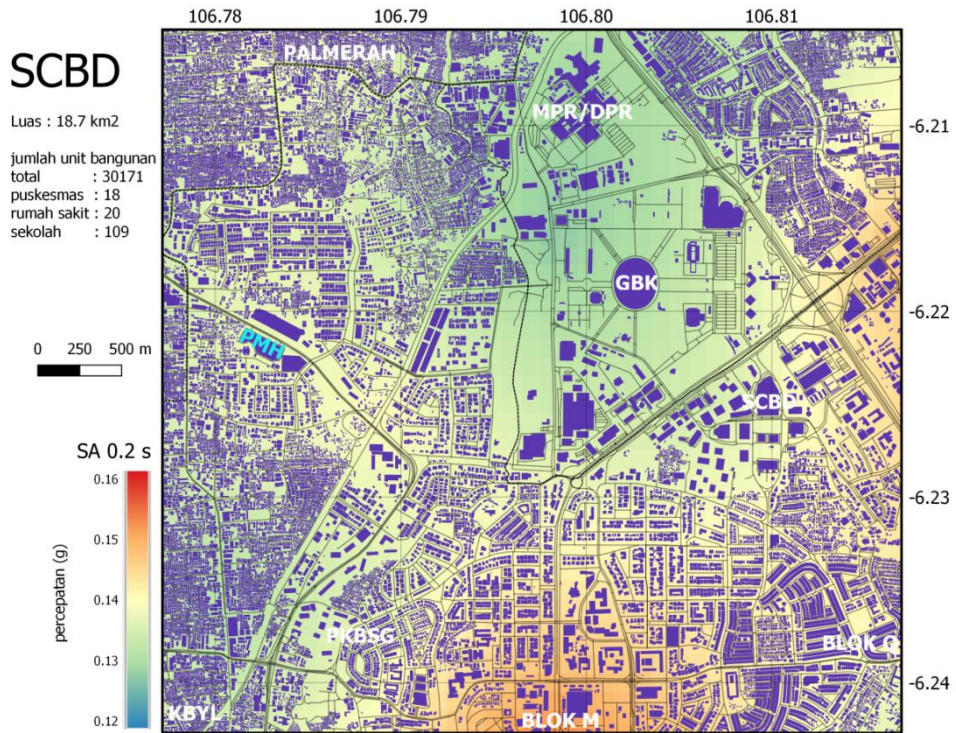 SCBD
Luas : 18.7 km2
jumlah unit bangunan
total : 30171
puskesmas : 18
rumah sakit : 20
sekolah : 109
0 250 500 m
SA 0.2 s
percepatan (g)
0.16
0.15
0.14
0.13
0.12
106.78 106.79 106.80 106.81
-6.21
-6.22
-6.23
-6.24
PALMERAH
MPR/DPR
GBK
PMH
SCBD
PKBSG
BLOK Q
KBYL
BLOK M